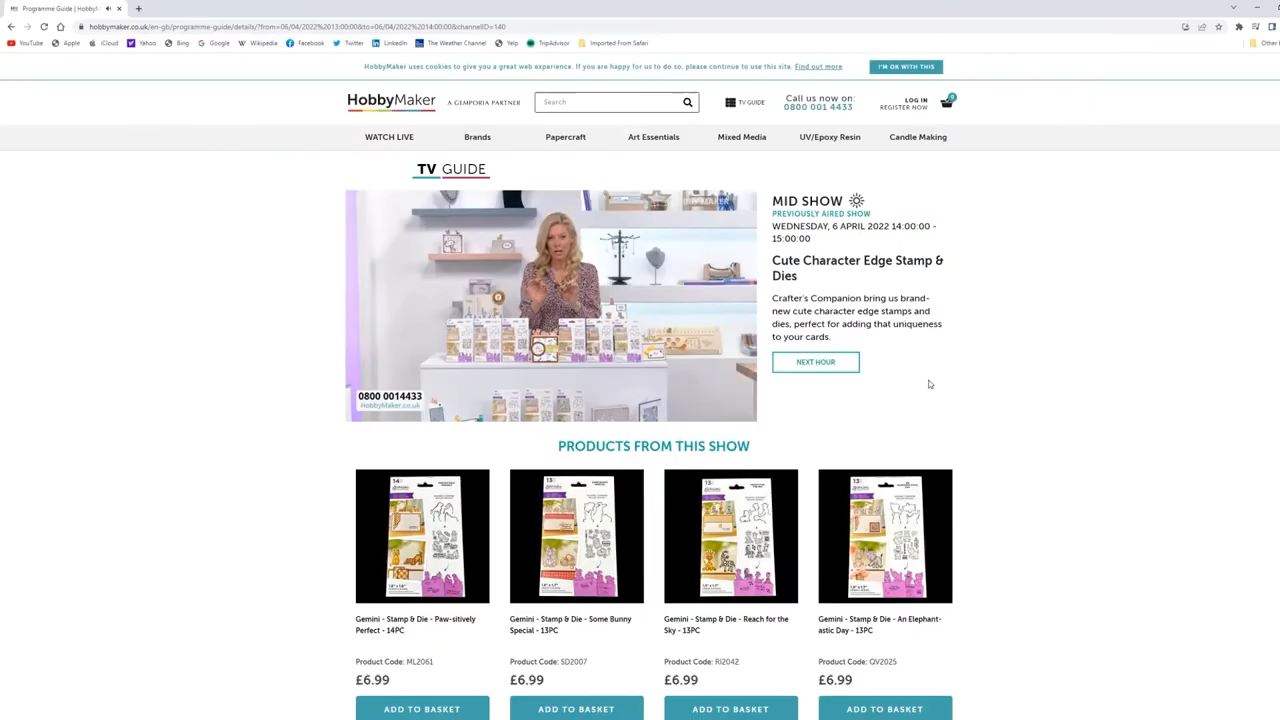 Programme Guide | Hobby
hobbymaker.co.uk/en-gb/programme-guide/details/?from=06/04/2022%2013:00:00&to=06/04/2022%2014:00:00&channelID=140
YouTube Apple iCloud Yahoo Bing Google Wikipedia Facebook Twitter LinkedIn The Weather Channel Yelp TripAdvisor Imported From Safari Other
HobbyMaker uses cookies to give you a great web experience. If you are happy for us to do so, please continue to use this site. Find out more I'M OK WITH THIS
HobbyMaker A GEMPORIA PARTNER Search TV GUIDE
Call us now on:
0800 001 4433
LOG IN
REGISTER NOW
0
WATCH LIVE Brands Papercraft Art Essentials Mixed Media UV/Epoxy Resin Candle Making
TV GUIDE
MID SHOW
PREVIOUSLY AIRED SHOW
WEDNESDAY, 6 APRIL 2022 14:00:00 -
15:00:00
Cute Character Edge Stamp &
Dies
Crafter's Companion bring us brand-
new cute character edge stamps and
dies, perfect for adding that uniqueness
to your cards.
NEXT HOUR
0800 0014433
HobbyMaker.co.uk
PRODUCTS FROM THIS SHOW
Gemini - Stamp & Die - Paw-sitively
Perfect - 14PC
Product Code: ML2061
£6.99
ADD TO BASKET
Gemini - Stamp & Die - Some Bunny
Special - 13PC
Product Code: SD2007
£6.99
ADD TO BASKET
Gemini - Stamp & Die - Reach for the
Sky - 13PC
Product Code: RI2042
£6.99
ADD TO BASKET
Gemini - Stamp & Die - An Elephant-
astic Day - 13PC
Product Code: QV2025
£6.99
ADD TO BASKET